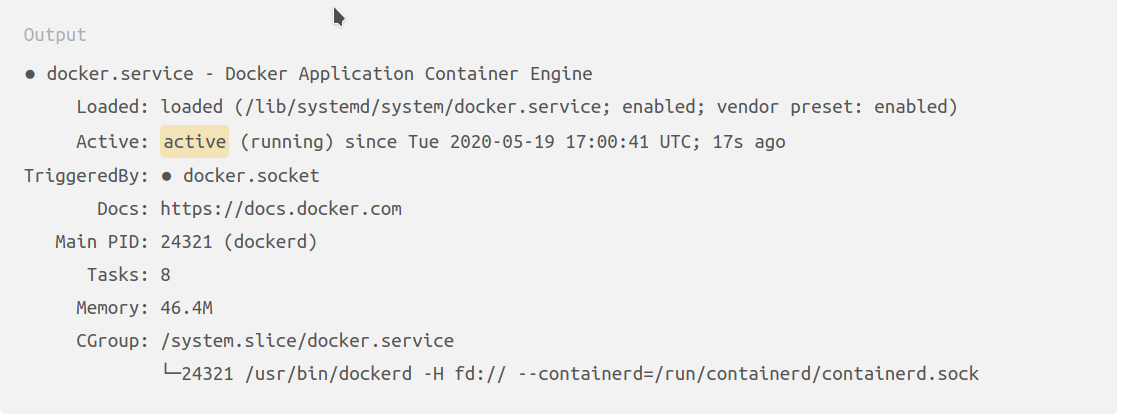 Output
● docker.service - Docker Application Container Engine
Loaded: loaded (/lib/systemd/system/docker.service; enabled; vendor preset: enabled)
Active: active (running) since Tue 2020-05-19 17:00:41 UTC; 17s ago
TriggeredBy: ● docker.socket
Docs: https://docs.docker.com
Main PID: 24321 (dockerd)
Tasks: 8
Memory: 46.4M
CGroup: /system.slice/docker.service
└─24321 /usr/bin/dockerd -H fd:// --containerd=/run/containerd/containerd.sock